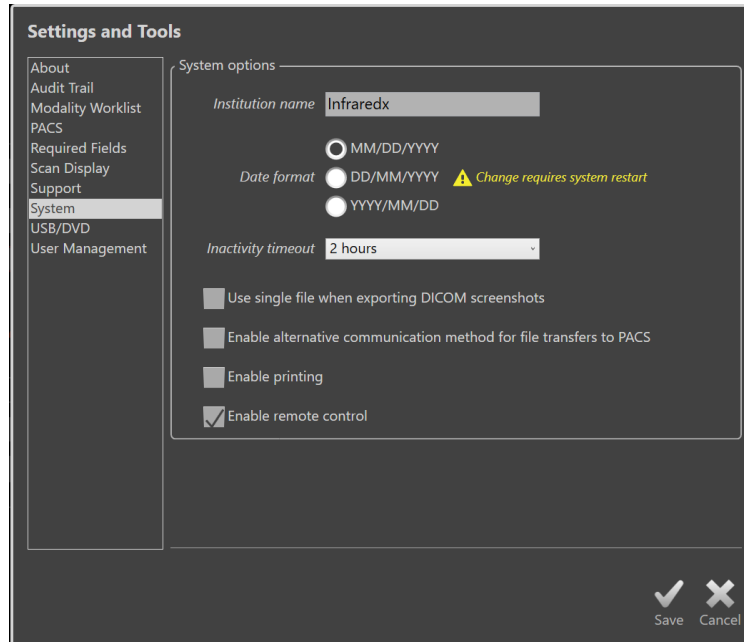 Settings and Tools
About
Audit Trail
Modality Worklist
PACS
Required Fields
Scan Display
Support
System
USB/DVD
User Management
System options
Institution name Infraredx
MM/DD/YYYY
Date format DD/MM/YYYY Change requires system restart
YYYY/MM/DD
Inactivity timeout 2 hours
Use single file when exporting DICOM screenshots
Enable alternative communication method for file transfers to PACS
Enable printing
Enable remote control
Save Cancel